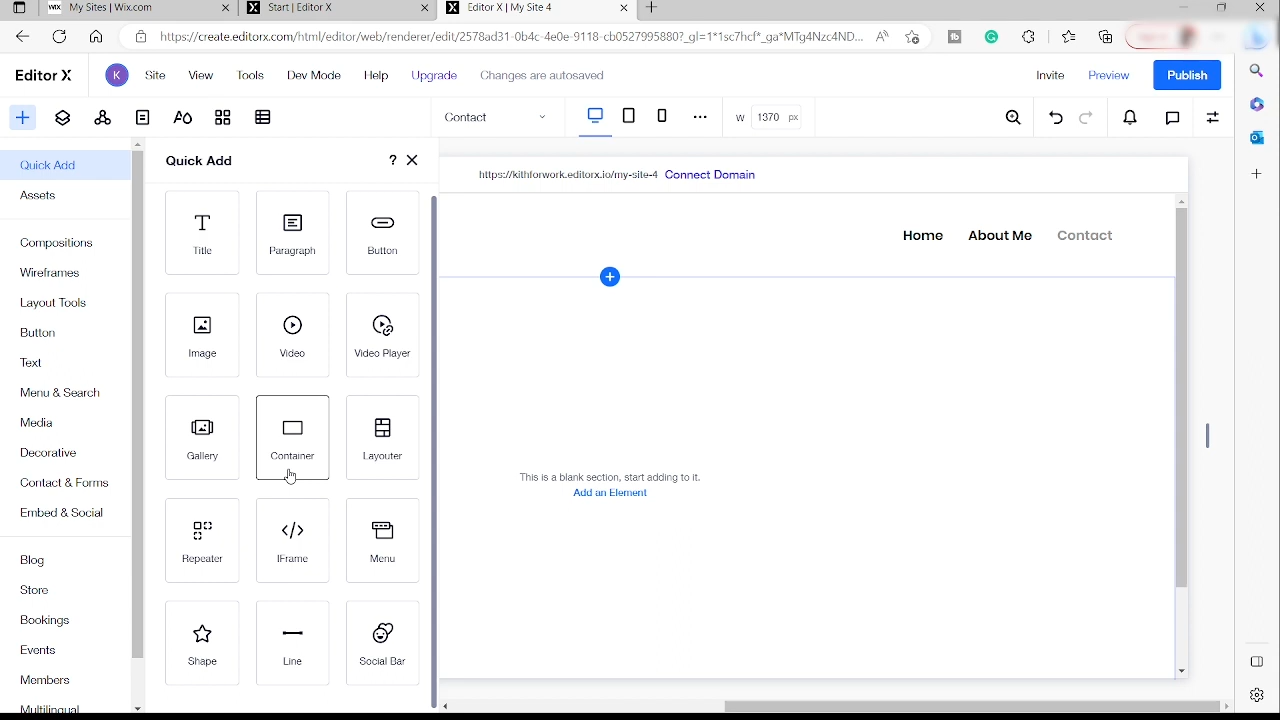 My Sites | Wix.com
Start | Editor X
Editor X | My Site 4
https://create.editorx.com/html/editor/web/renderer/edit/2578ad31-0b4c-4e0e-9118-cb0527995880?_gl=1*1sc7hcf*_ga*MTg4Nzc4ND...
Editor X
K
Site
View
Tools
Dev Mode
Help
Upgrade
Changes are autosaved
Invite
Preview
Publish
Contact
W
1370 px
Quick Add
Assets
Compositions
Wireframes
Layout Tools
Button
Text
Menu & Search
Media
Decorative
Contact & Forms
Embed & Social
Blog
Store
Bookings
Events
Members
Multilingual
Quick Add
?
Title
Paragraph
Button
Image
Video
Video Player
Gallery
Container
Layouter
Repeater
IFrame
Menu
Shape
Line
Social Bar
https://kithforwork.editorx.io/my-site-4 Connect Domain
Home
About Me
Contact
This is a blank section, start adding to it.
Add an Element